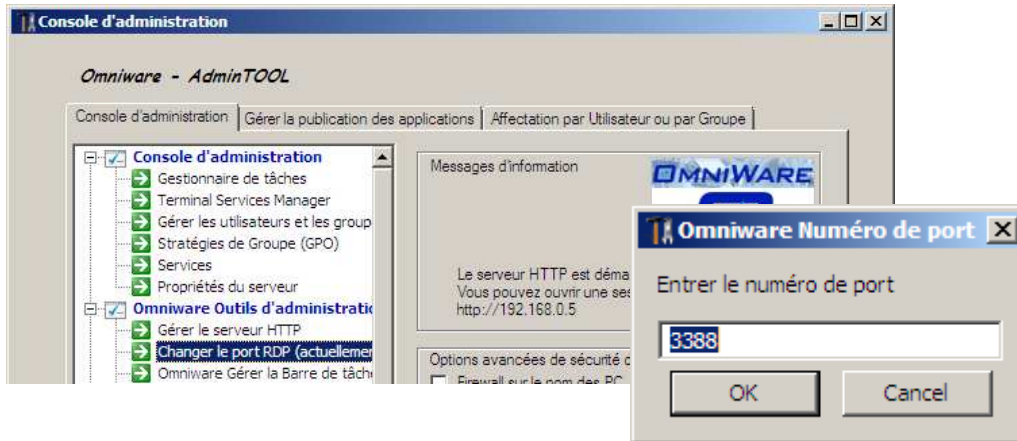 Console d'administration
Omniware - AdminTOOL
Console d'administration
Gérer la publication des applications
Affectation par Utilisateur ou par Groupe
Console d'administration
Gestionnaire de tâches
Terminal Services Manager
Gérer les utilisateurs et les group
Stratégies de Groupe (GPO)
Services
Propriétés du serveur
Omniware Outils d'administratio
Gérer le serveur HTTP
Changer le port RDP (actuellemen
Omniware Gérer la Barre de tâch
Messages d'information
OMNIWARE
Le serveur HTTP est déma
Vous pouvez ouvrir une ses
http://192.168.0.5
Options avancées de sécurité d
Firewall sur le nom des PC
Omniware Numéro de port
Entrer le numéro de port
3388
OK
Cancel